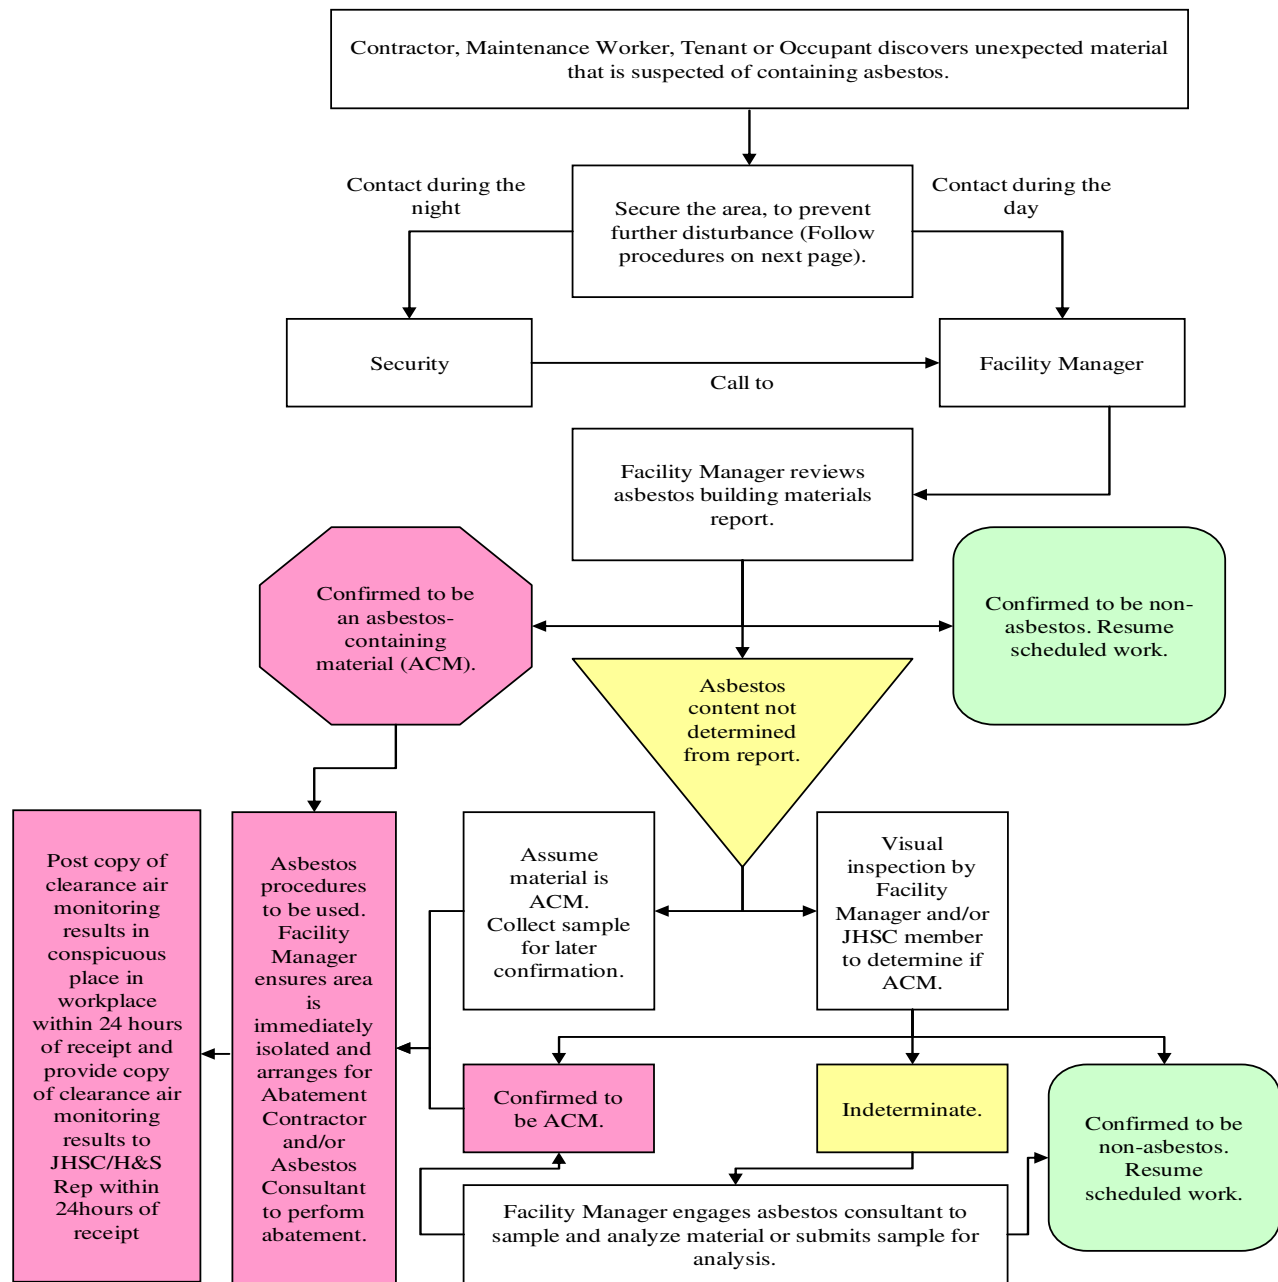 Contractor, Maintenance Worker, Tenant or Occupant discovers unexpected material
that is suspected of containing asbestos.
Contact during the
night
Secure the area, to prevent
further disturbance (Follow
procedures on next page).
Contact during the
day
Security
Call to
Facility Manager
Facility Manager reviews
asbestos building materials
report.
Confirmed to be
an asbestos-
containing
material (ACM).
Confirmed to be non-
asbestos. Resume
scheduled work.
Asbestos
content not
determined
from report.
Post copy of
clearance air
monitoring
results in
conspicuous
place in
workplace
within 24 hours
of receipt and
provide copy
of clearance air
monitoring
results to
JHSC/H&S
Rep within
24hours of
receipt
Asbestos
procedures
to be used.
Facility
Manager
ensures area
is
immediately
isolated and
arranges for
Abatement
Contractor
and/or
Asbestos
Consultant
to perform
abatement.
Assume
material is
ACM.
Collect sample
for later
confirmation.
Visual
inspection by
Facility
Manager and/or
JHSC member
to determine if
ACM.
Confirmed to
be ACM.
Indeterminate.
Confirmed to be
non-asbestos.
Resume
scheduled work.
Facility Manager engages asbestos consultant to
sample and analyze material or submits sample for
analysis.